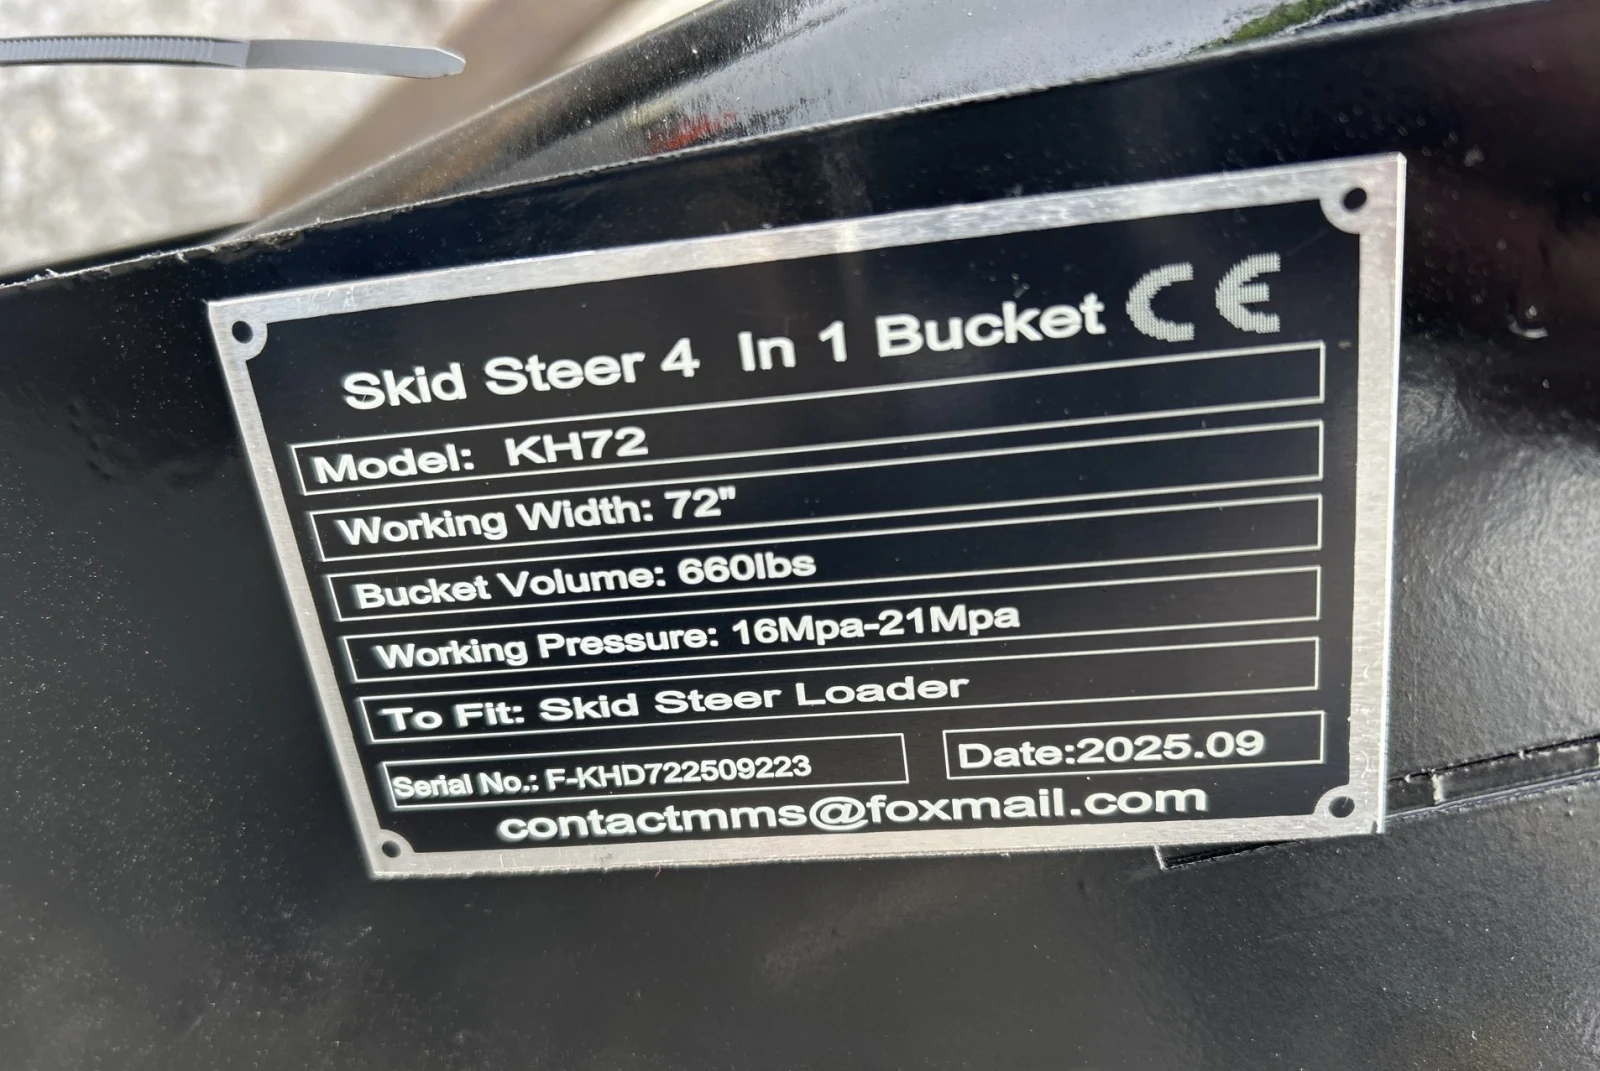 Skid Steer 4 In 1 Bucket CE
Model: KH72
Working Width: 72"
Bucket Volume: 660lbs
Working Pressure: 16Mpa-21Mpa
To Fit: Skid Steer Loader
Serial No.: F-KHD722509223 Date:2025.09
contactmms@foxmail.com